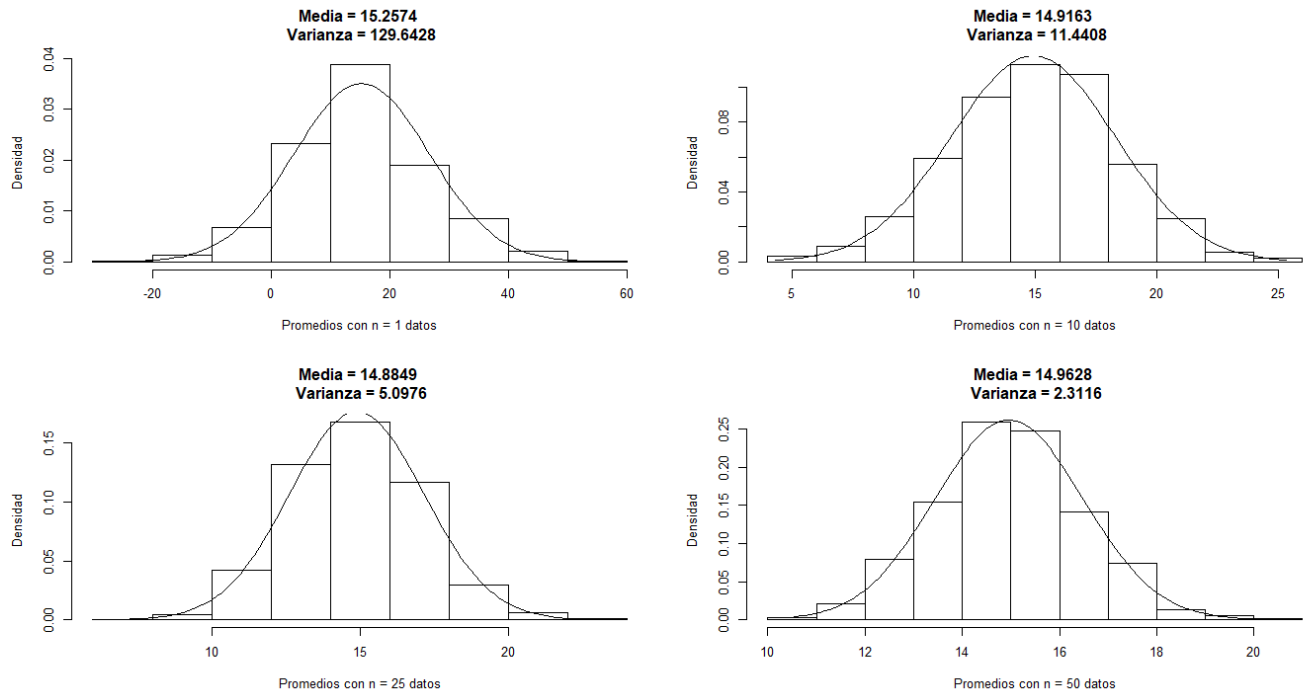 Media = 15.2574
Varianza = 129.6428
Densidad
0.04
0.03
0.02
0.01
0.00
-20 0 20 40 60
Promedios con n = 1 datos
Media = 14.9163
Varianza = 11.4408
Densidad
0.08
0.04
0.00
5 10 15 20 25
Promedios con n = 10 datos
Media = 14.8849
Varianza = 5.0976
Densidad
0.15
0.10
0.05
0.00
10 15 20
Promedios con n = 25 datos
Media = 14.9628
Varianza = 2.3116
Densidad
0.25
0.20
0.15
0.10
0.05
0.00
10 12 14 16 18 20
Promedios con n = 50 datos